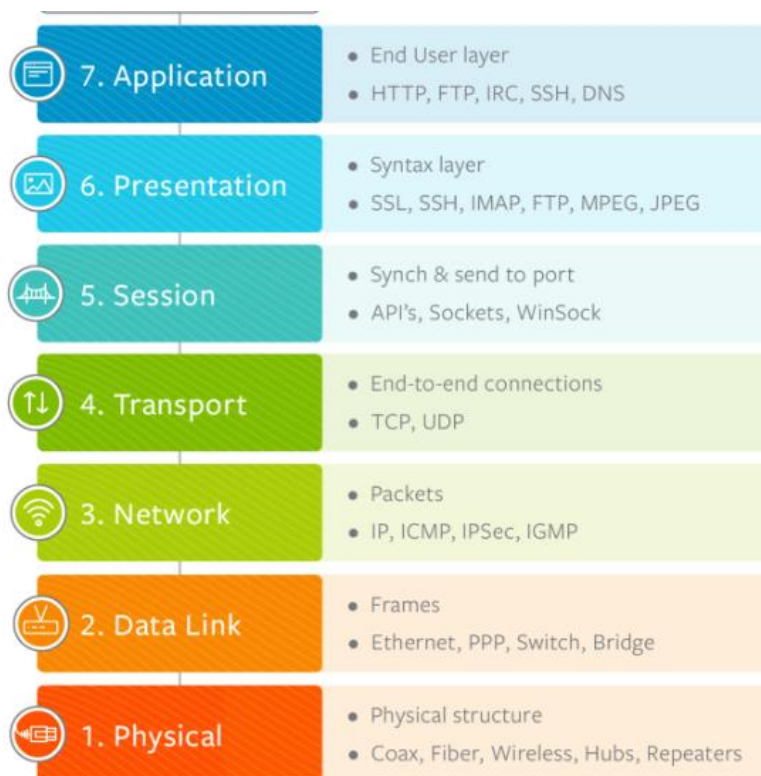 7. Application
• End User layer
• HTTP, FTP, IRC, SSH, DNS
6. Presentation
• Syntax layer
• SSL, SSH, IMAP, FTP, MPEG, JPEG
5. Session
• Synch & send to port
• API's, Sockets, WinSock
4. Transport
• End-to-end connections
• TCP, UDP
3. Network
• Packets
• IP, ICMP, IPSec, IGMP
2. Data Link
• Frames
• Ethernet, PPP, Switch, Bridge
1. Physical
• Physical structure
• Coax, Fiber, Wireless, Hubs, Repeaters